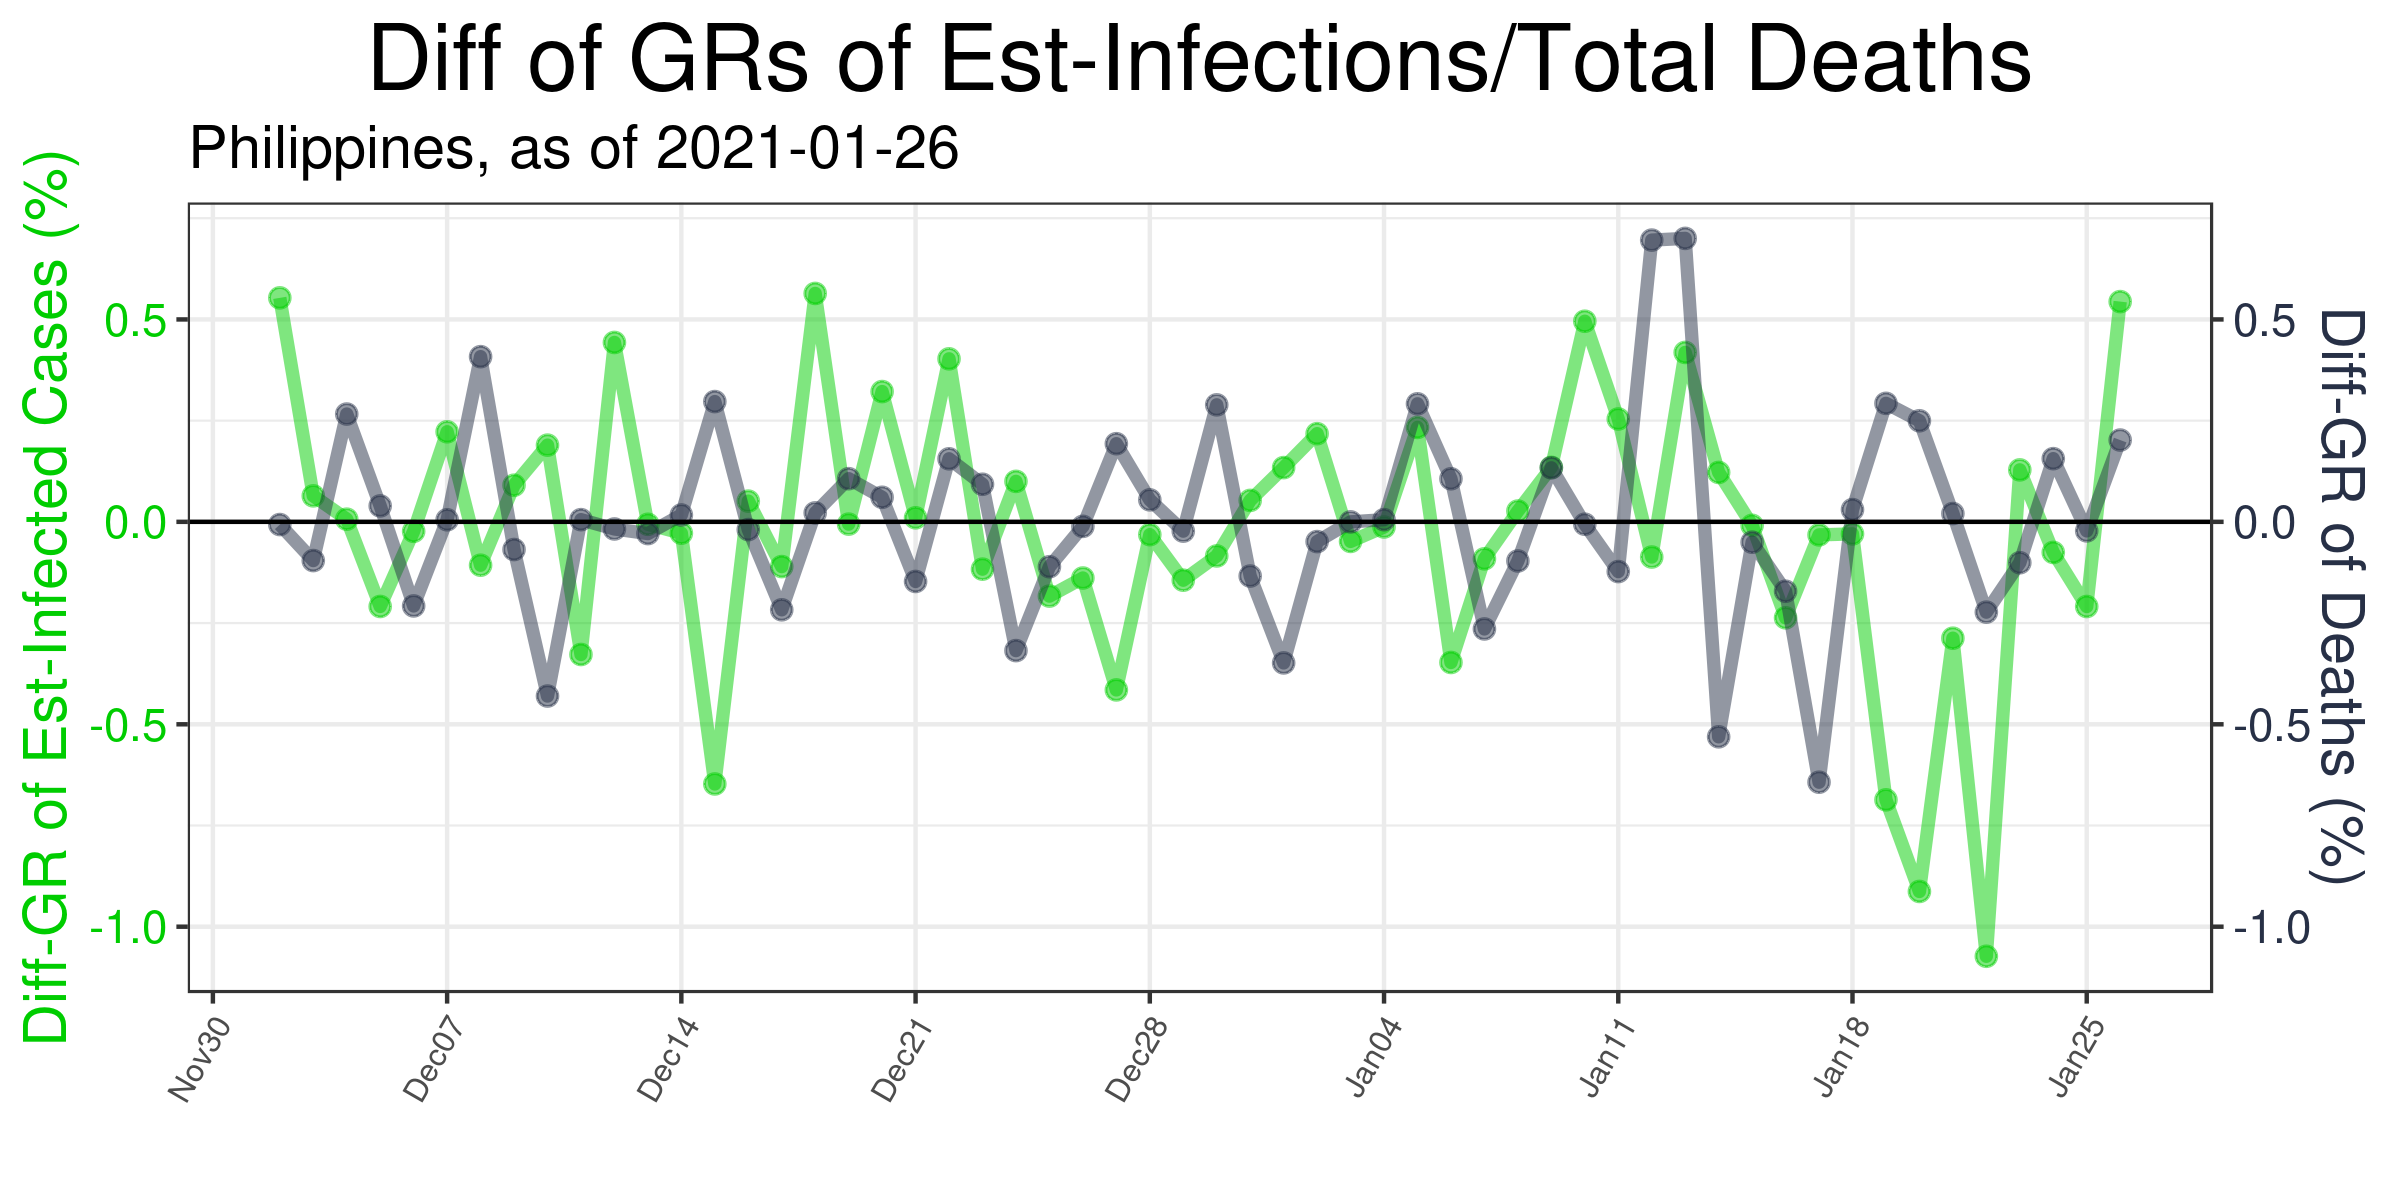 Diff of GRs of Est-Infections/Total Deaths
Philippines, as of 2021-01-26
Diff-GR of Est-Infected Cases (%)
0.5
0.0
-0.5
-1.0
0.5
0.0
-0.5
-1.0
Diff-GR of Deaths (%)
Nov30
Dec07
Dec14
Dec21
Dec28
Jan04
Jan11
Jan18
Jan25